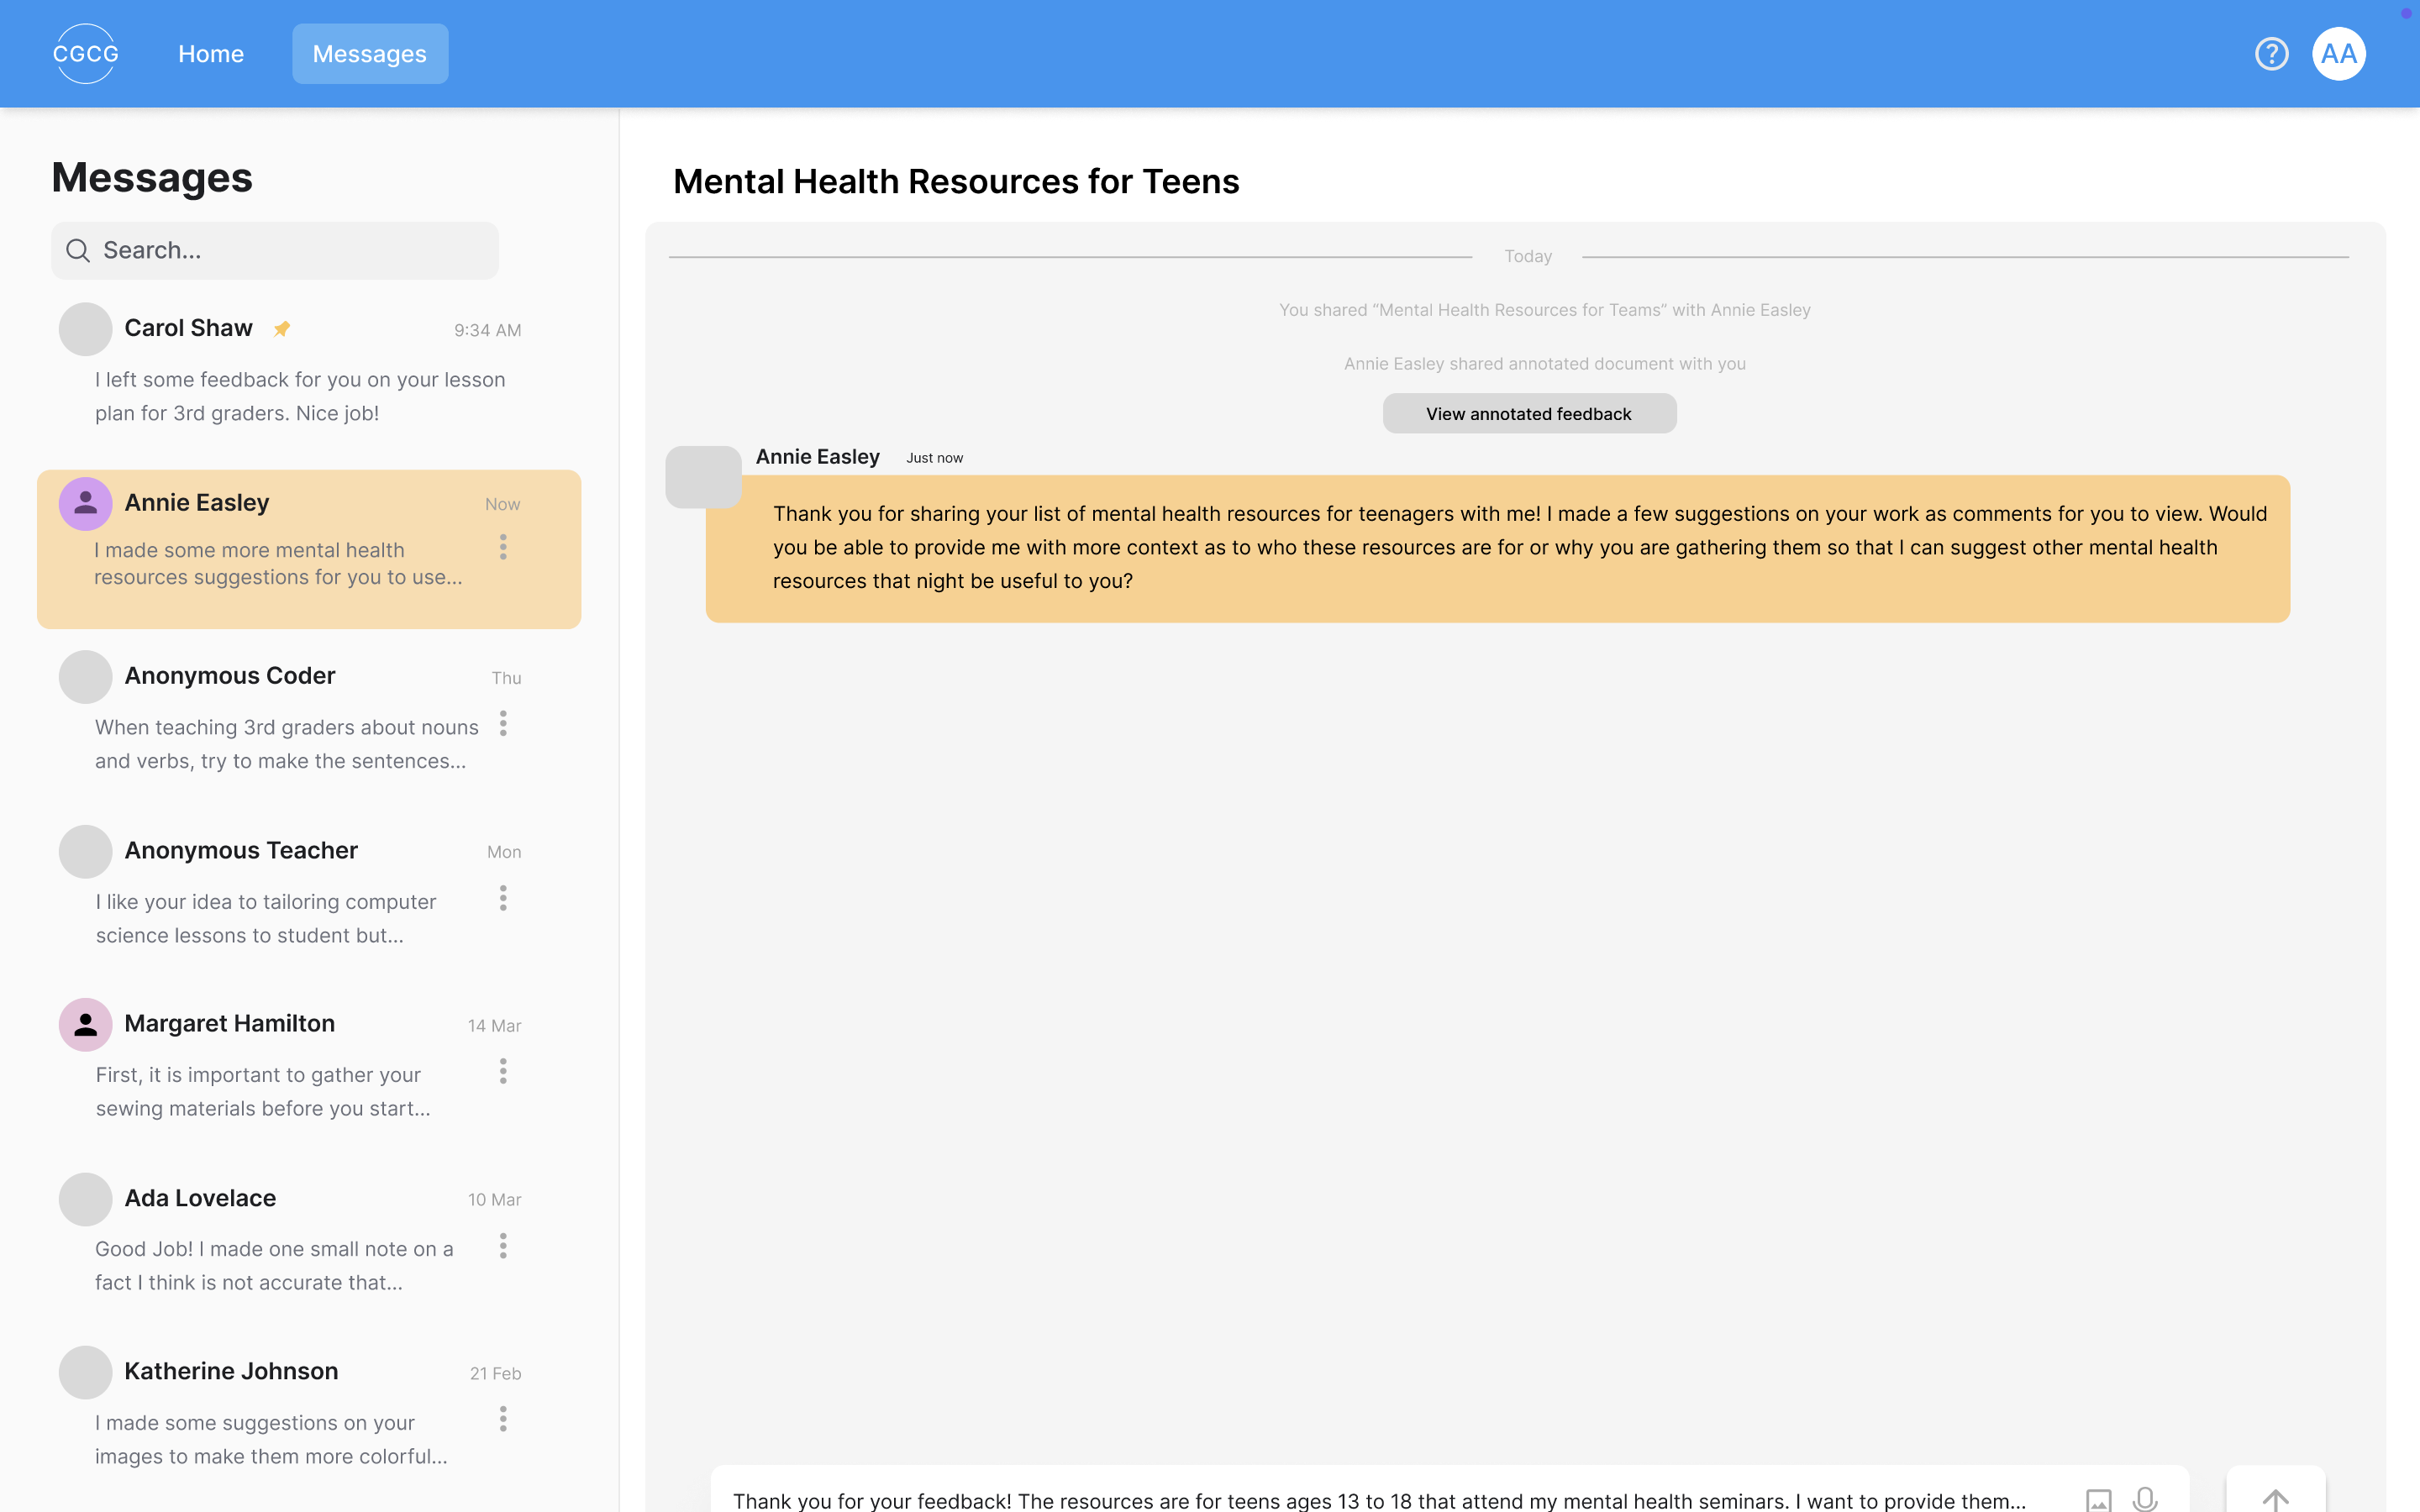 CGCG
Home
Messages
AA
Messages
Search...
Carol Shaw
9:34 AM
I left some feedback for you on your lesson
plan for 3rd graders. Nice job!
Annie Easley
Now
I made some more mental health
resources suggestions for you to use...
Anonymous Coder
Thu
When teaching 3rd graders about nouns
and verbs, try to make the sentences...
Anonymous Teacher
Mon
I like your idea to tailoring computer
science lessons to student but...
Margaret Hamilton
14 Mar
First, it is important to gather your
sewing materials before you start...
Ada Lovelace
10 Mar
Good Job! I made one small note on a
fact I think is not accurate that...
Katherine Johnson
21 Feb
I made some suggestions on your
images to make them more colorful...
Mental Health Resources for Teens
Today
You shared “Mental Health Resources for Teams” with Annie Easley
Annie Easley shared annotated document with you
View annotated feedback
Annie Easley
Just now
Thank you for sharing your list of mental health resources for teenagers with me! I made a few suggestions on your work as comments for you to view. Would
you be able to provide me with more context as to who these resources are for or why you are gathering them so that I can suggest other mental health
resources that night be useful to you?
Thank you for your feedback! The resources are for teens ages 13 to 18 that attend my mental health seminars. I want to provide them...